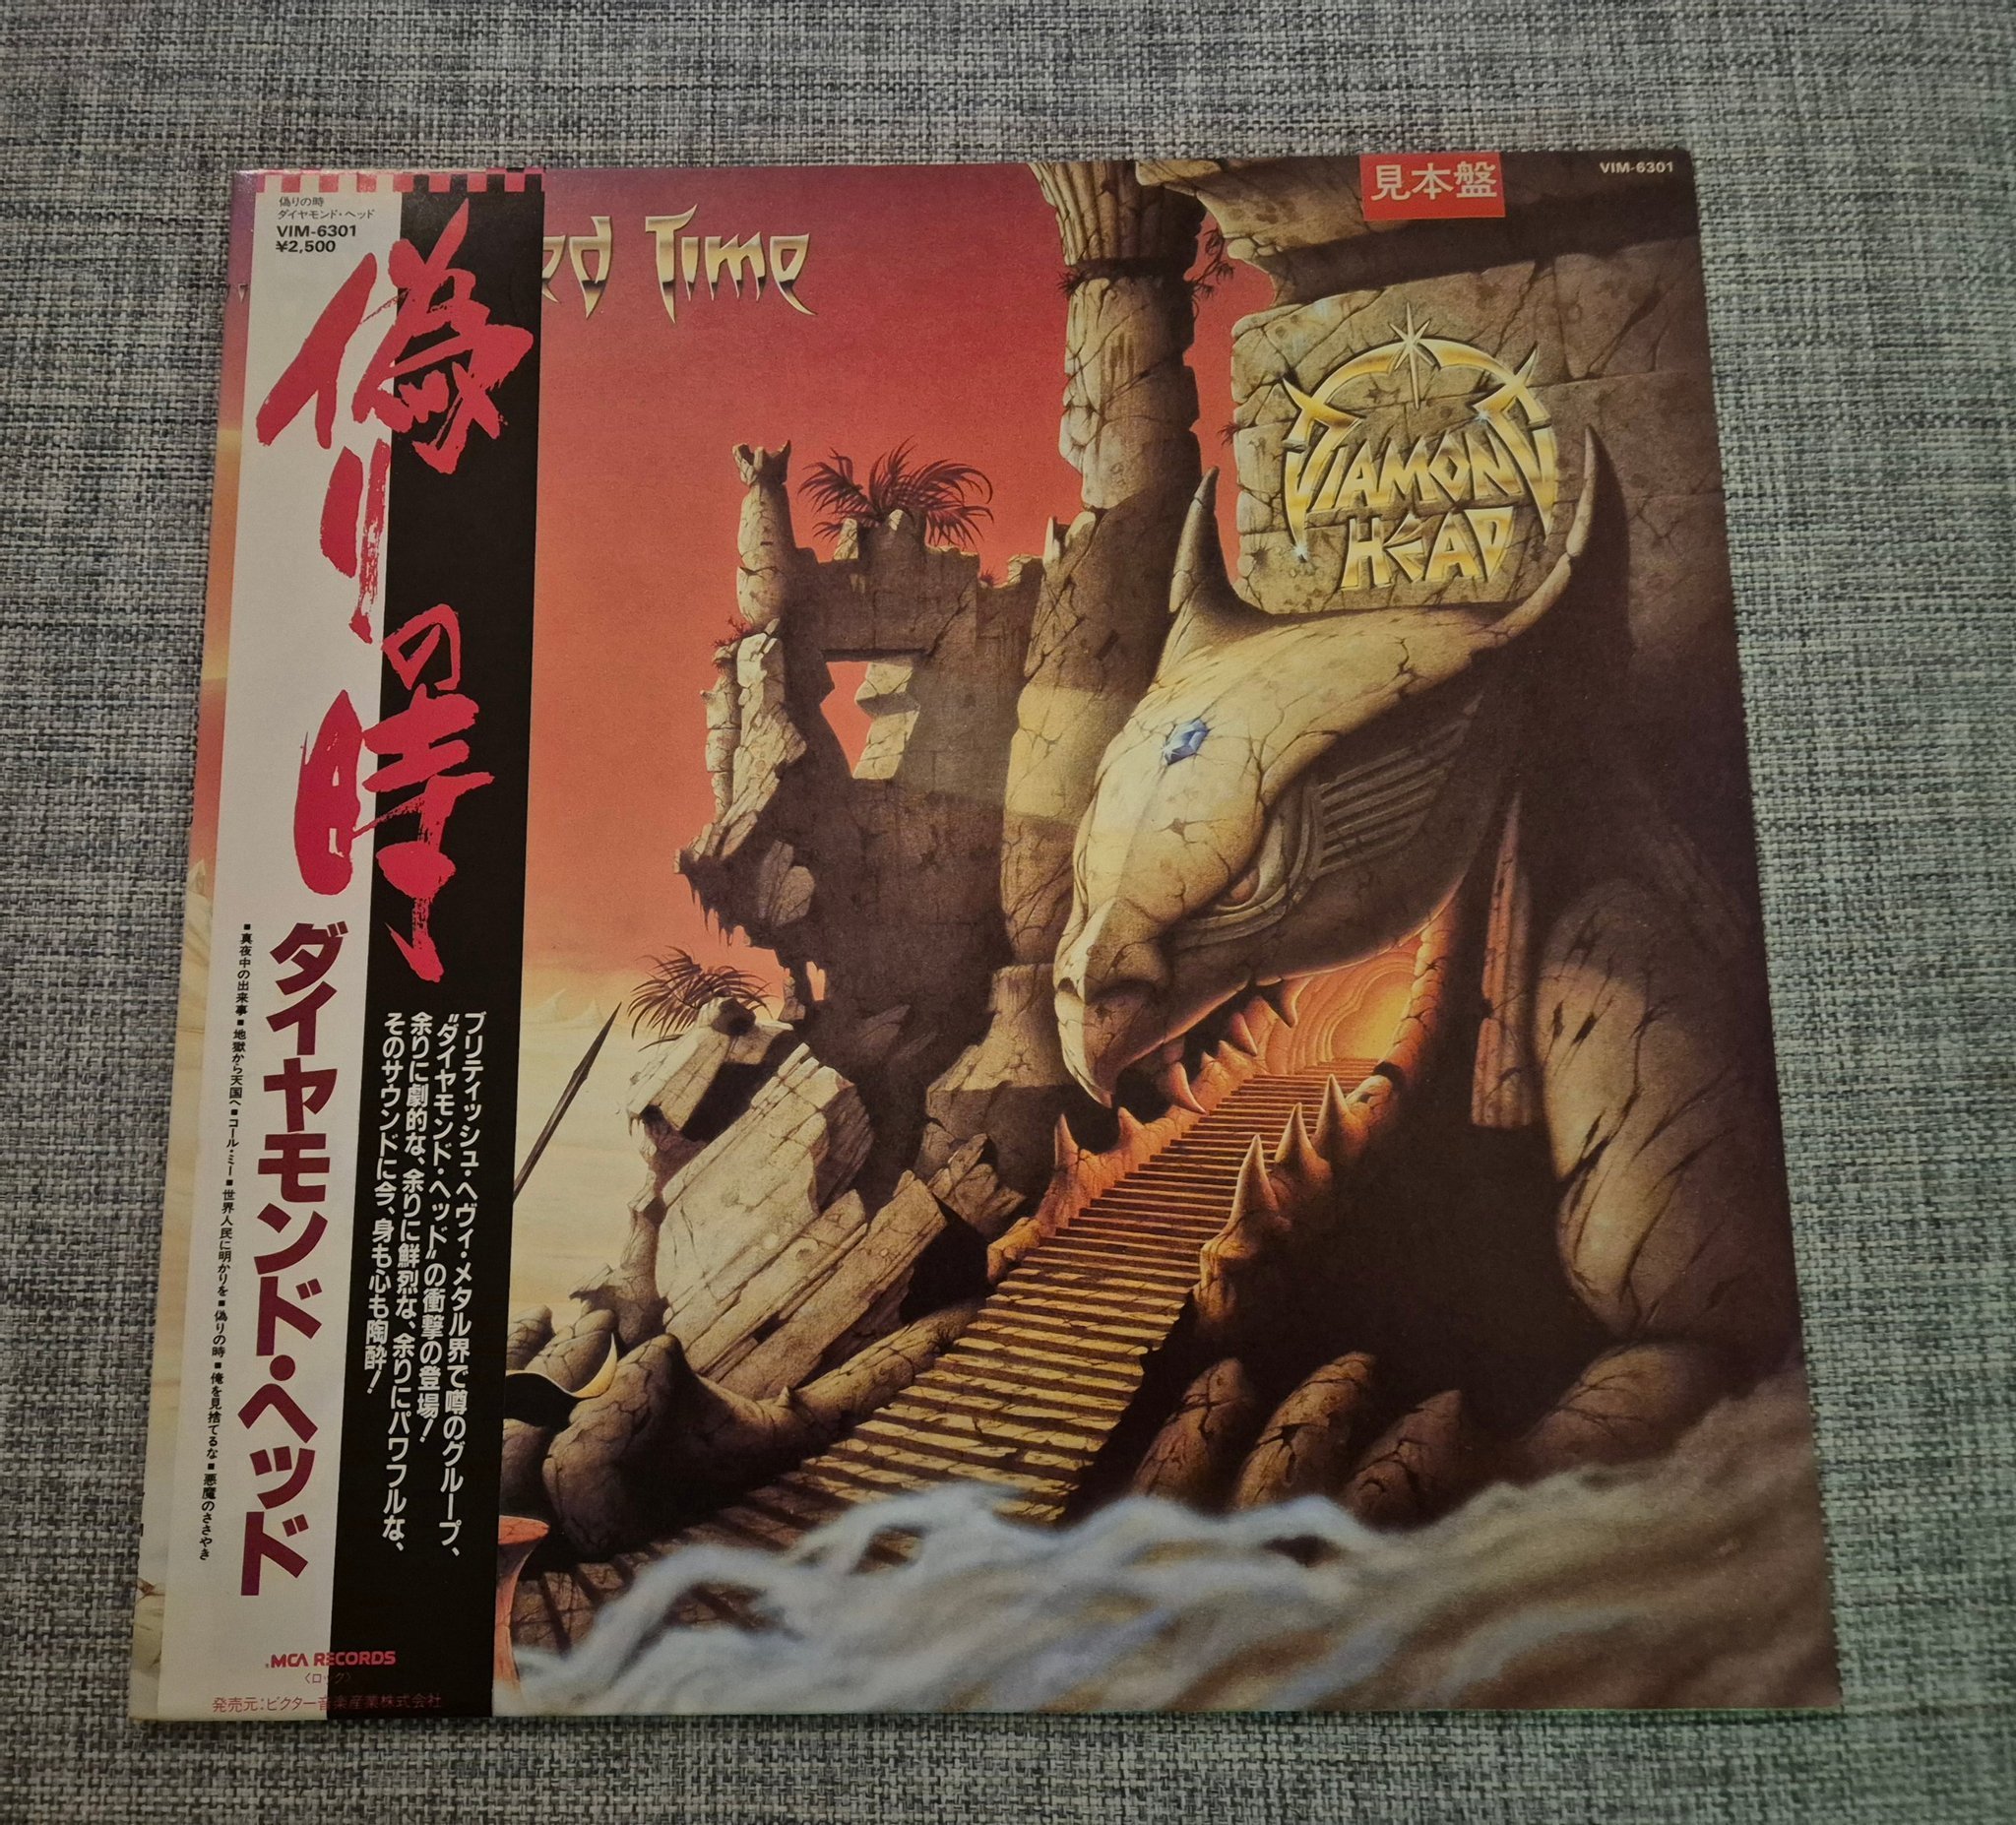 偽りの時
ダイヤモンド・ヘッド
VIM-6301
¥2,500
偽りの時
ダイヤモンド・ヘッド
■真夜中の出来事■地獄から天国へ■コール・ミー■世界人民に明かりを■偽りの時■俺を見捨てるな■悪魔のささやき
ブリティッシュ・ヘヴィ・メタル界で噂のグループ、
“ダイヤモンド・ヘッド”の衝撃の登場!
余りに劇的な、余りに鮮烈な、余りにパワフルな、
そのサウンドに今、身も心も陶酔!
MCA RECORDS
〈ロック〉
発売元:ビクター音楽産業株式会社
Time
見本盤
VIM-6301
DIAMOND
HEAD